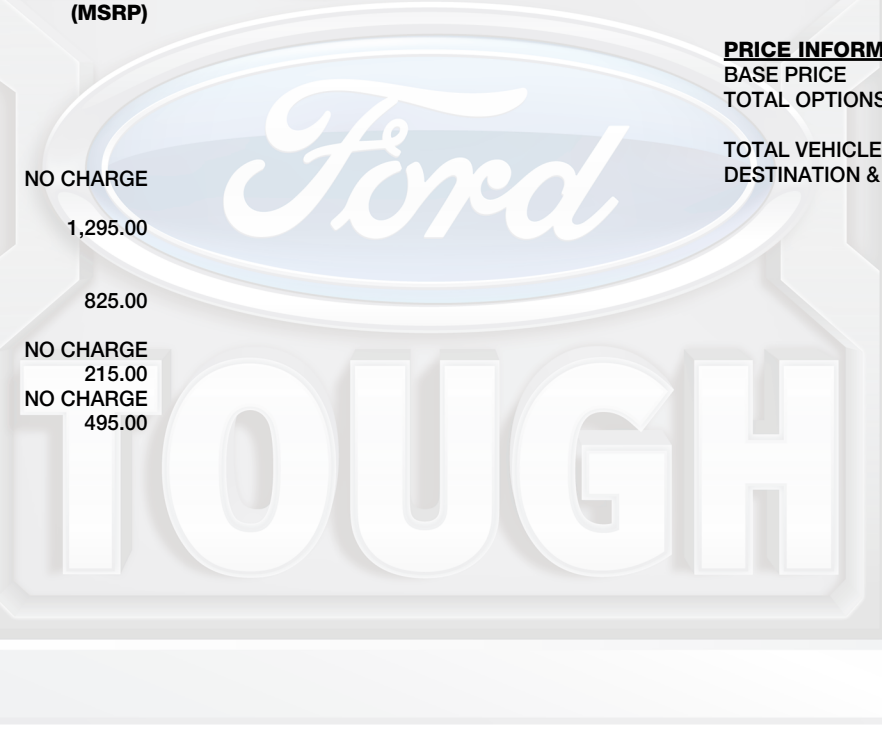 (MSRP)
NO CHARGE
1,295.00
825.00
NO CHARGE
215.00
NO CHARGE
495.00
PRICE INFORM
BASE PRICE
TOTAL OPTIONS
TOTAL VEHICLE
DESTINATION &
Ford
TOUGH